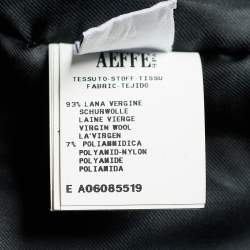 AEFFE
TESSUTO-STOFF-TISSU
FABRIC-TEJIDO
93% LANA VERGINE
SCHURWOLLE
LAINE VIERGE
VIRGIN WOOL
LA'VIRGEN
7% POLIAMMIDICA
POLYAMID-NYLON
POLYAMIDE
POLIAMIDA
E A06085519